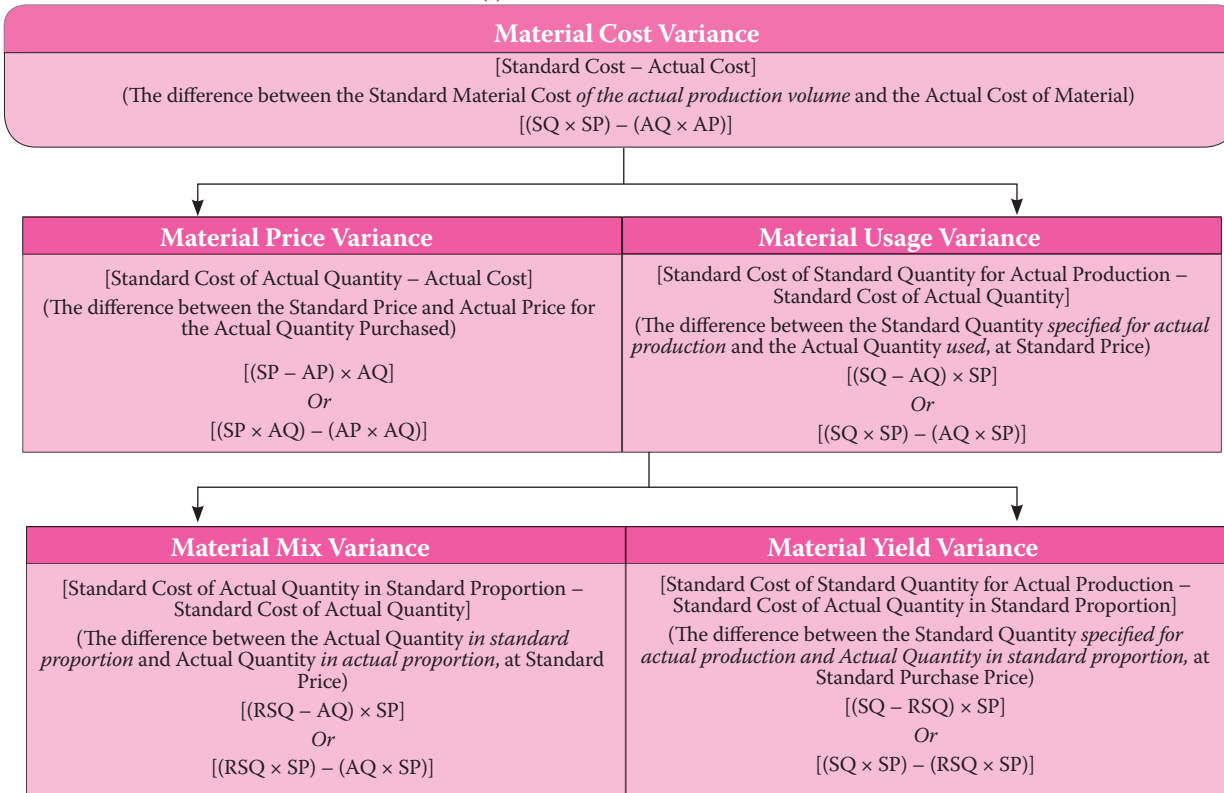 Material Cost Variance
[Standard Cost – Actual Cost]
(The difference between the Standard Material Cost of the actual production volume and the Actual Cost of Material)
[(SQ × SP) – (AQ × AP)]
Material Price Variance
[Standard Cost of Actual Quantity – Actual Cost]
(The difference between the Standard Price and Actual Price for
the Actual Quantity Purchased)
[(SP – AP) × AQ]
Or
[(SP × AQ) – (AP × AQ)]
Material Usage Variance
[Standard Cost of Standard Quantity for Actual Production –
Standard Cost of Actual Quantity]
(The difference between the Standard Quantity specified for actual
production and the Actual Quantity used, at Standard Price)
[(SQ – AQ) × SP]
Or
[(SQ × SP) – (AQ × SP)]
Material Mix Variance
[Standard Cost of Actual Quantity in Standard Proportion –
Standard Cost of Actual Quantity]
(The difference between the Actual Quantity in standard
proportion and Actual Quantity in actual proportion, at Standard
Price)
[(RSQ – AQ) × SP]
Or
[(RSQ × SP) – (AQ × SP)]
Material Yield Variance
[Standard Cost of Standard Quantity for Actual Production –
Standard Cost of Actual Quantity in Standard Proportion]
(The difference between the Standard Quantity specified for
actual production and Actual Quantity in standard proportion, at
Standard Purchase Price)
[(SQ – RSQ) × SP]
Or
[(SQ × SP) – (RSQ × SP)]